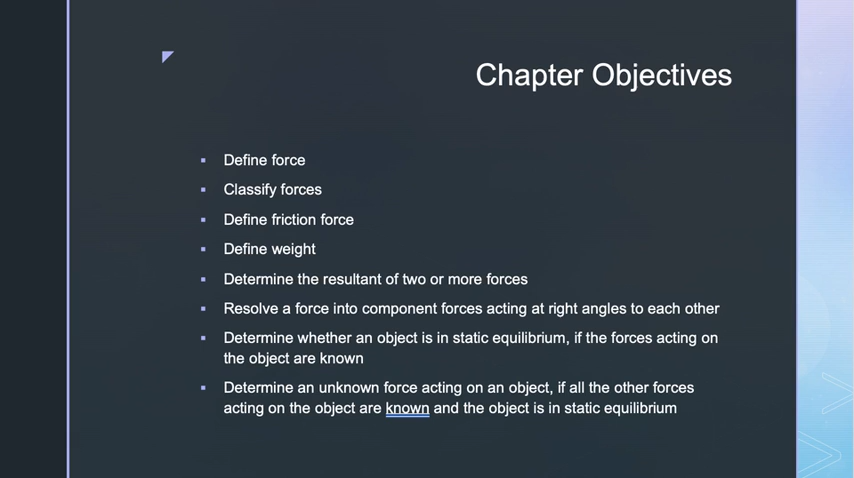 Chapter Objectives
▪ Define force
▪ Classify forces
▪ Define friction force
▪ Define weight
▪ Determine the resultant of two or more forces
▪ Resolve a force into component forces acting at right angles to each other
▪ Determine whether an object is in static equilibrium, if the forces acting on
the object are known
▪ Determine an unknown force acting on an object, if all the other forces
acting on the object are known and the object is in static equilibrium